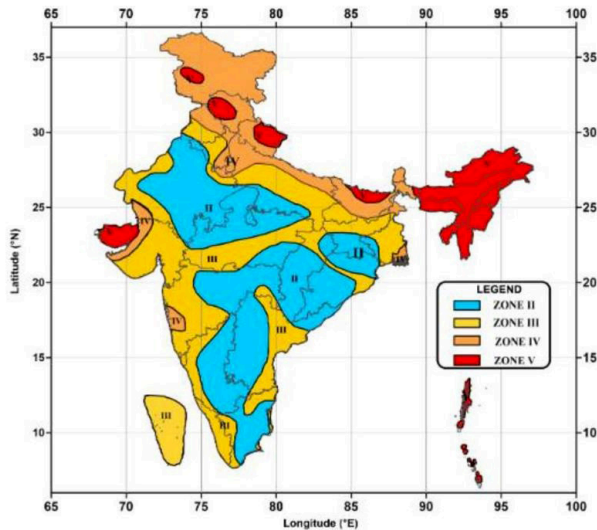 65 70 75 80 85 90 95 100
35 35
30 30
IV
25 25
IV
II
III
II
II
20 20
IV
III
15 15
III
III
10 10
65 70 75 80 85 90 95 100
Latitude (°N)
Longitude (°E)
LEGEND
ZONE II
ZONE III
ZONE IV
ZONE V